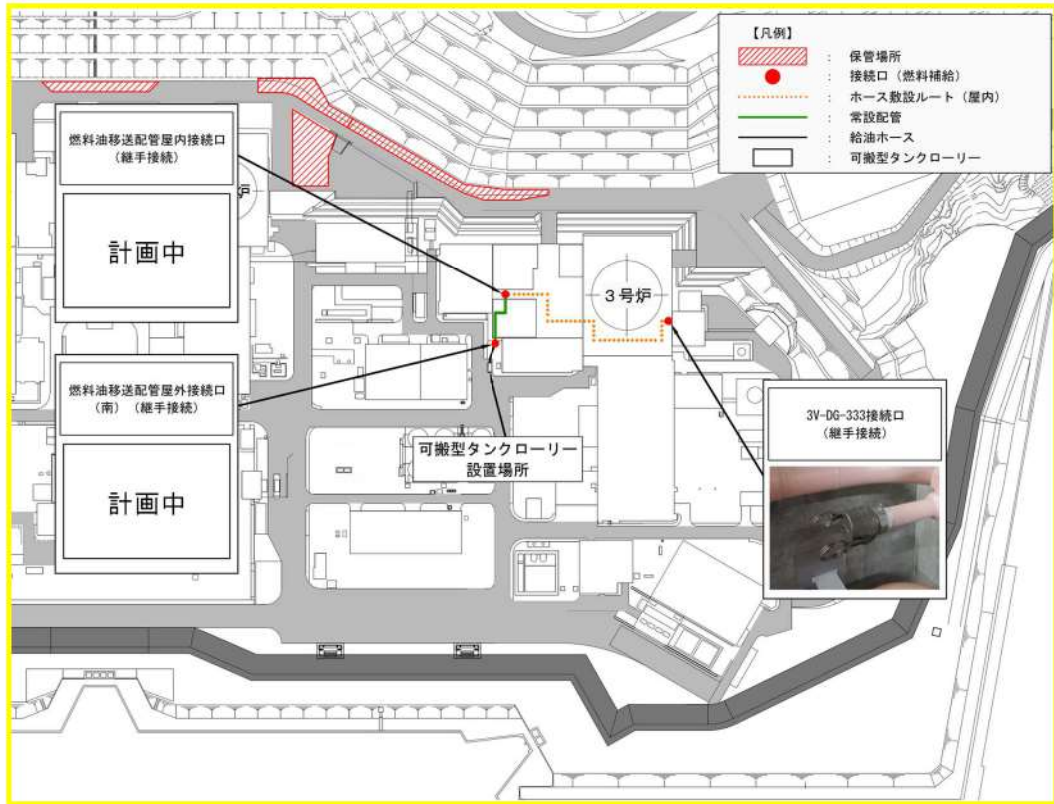 【凡例】
： 保管場所
： 接続口（燃料補給）
： ホース敷設ルート（屋内）
： 常設配管
： 給油ホース
： 可搬型タンクローリー
燃料油移送配管屋内接続口
（継手接続）
計画中
炉
3号炉
燃料油移送配管屋外接続口
（南）（継手接続）
計画中
可搬型タンクローリー
設置場所
3V-DG-333接続口
（継手接続）